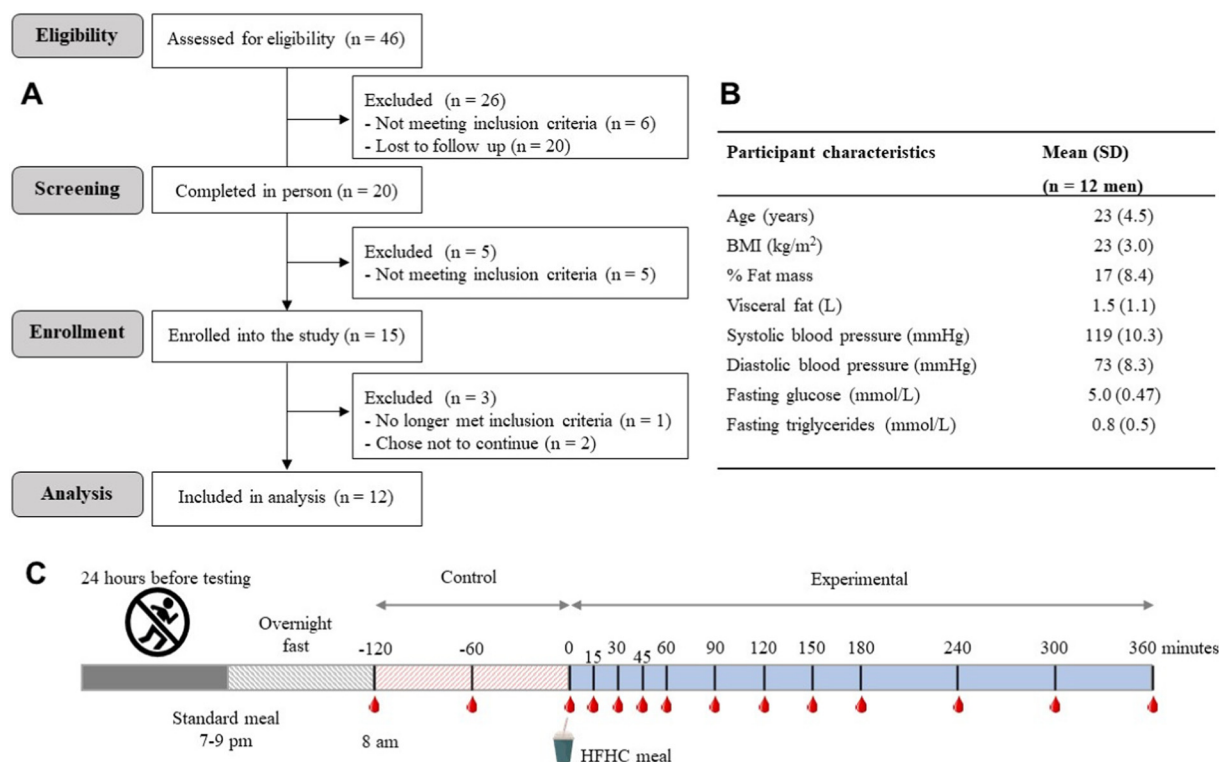 Eligibility
Assessed for eligibility (n = 46)
A
Excluded (n = 26)
- Not meeting inclusion criteria (n = 6)
- Lost to follow up (n = 20)
Screening
Completed in person (n = 20)
Excluded (n = 5)
- Not meeting inclusion criteria (n = 5)
Enrollment
Enrolled into the study (n = 15)
Excluded (n = 3)
- No longer met inclusion criteria (n = 1)
- Chose not to continue (n = 2)
Analysis
Included in analysis (n = 12)
B
Participant characteristics Mean (SD)
(n = 12 men)
Age (years) 23 (4.5)
BMI (kg/m²) 23 (3.0)
% Fat mass 17 (8.4)
Visceral fat (L) 1.5 (1.1)
Systolic blood pressure (mmHg) 119 (10.3)
Diastolic blood pressure (mmHg) 73 (8.3)
Fasting glucose (mmol/L) 5.0 (0.47)
Fasting triglycerides (mmol/L) 0.8 (0.5)
C
24 hours before testing
Control
Experimental
Overnight
fast
-120 -60 0 15 30 45 60 90 120 150 180 240 300 360 minutes
Standard meal
7-9 pm
8 am
HFHC meal